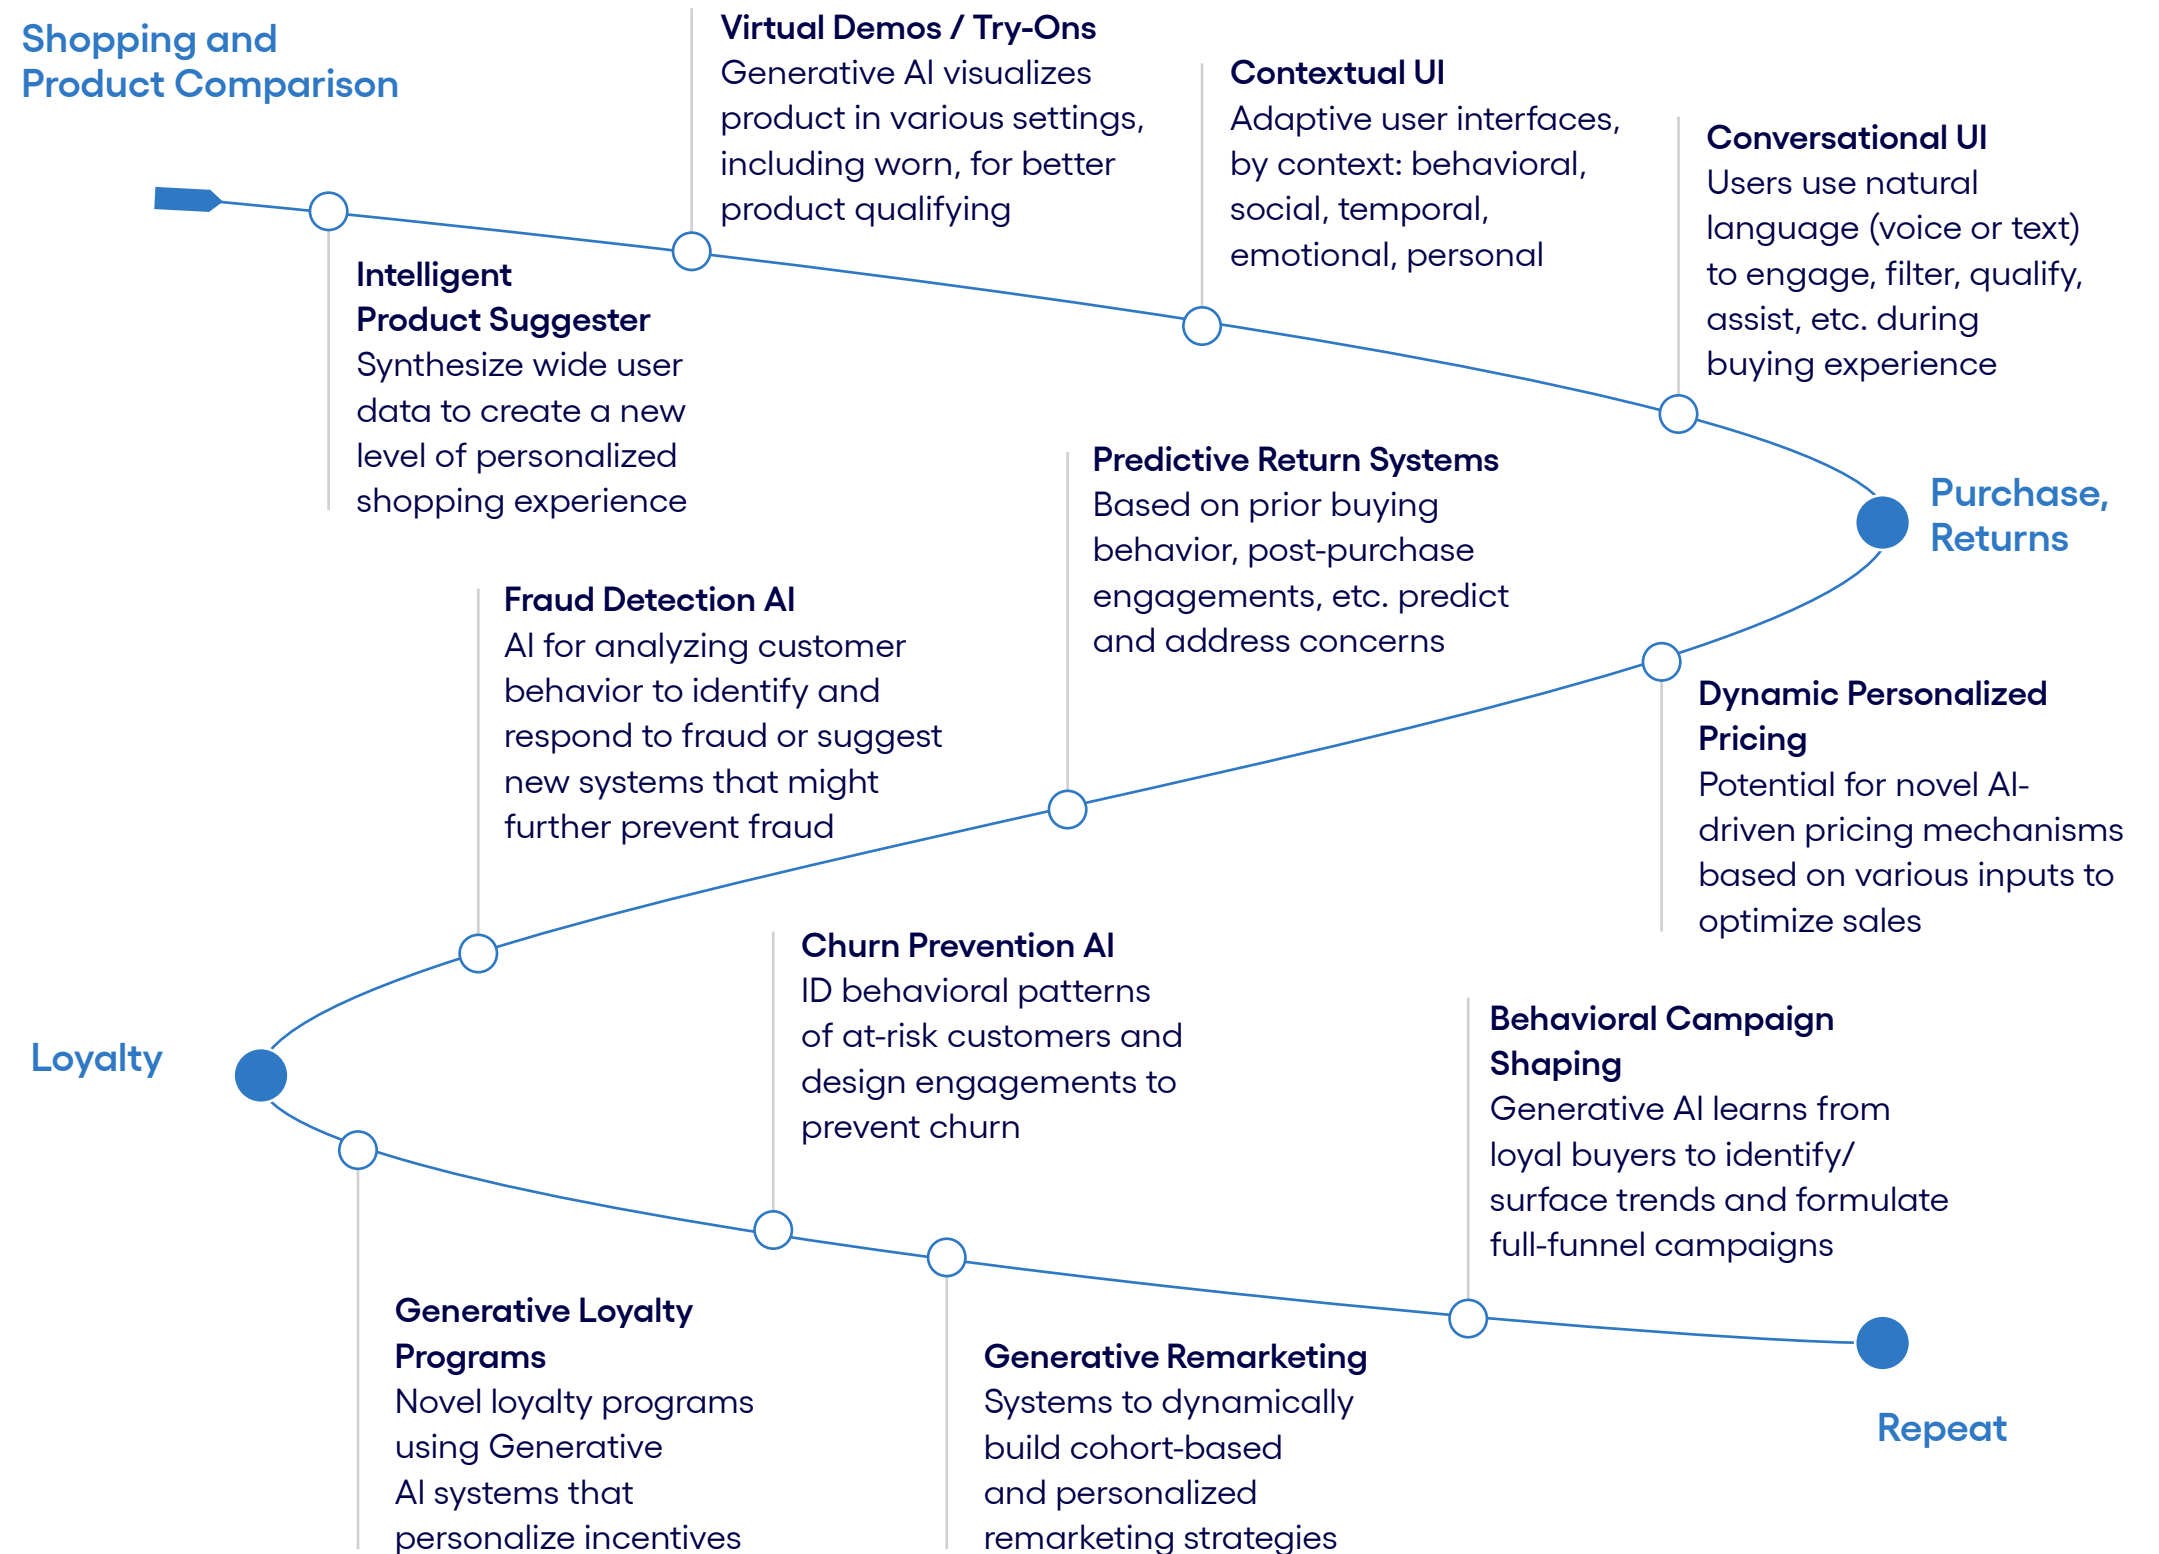 Shopping and
Product Comparison
Intelligent
Product Suggester
Synthesize wide user
data to create a new
level of personalized
shopping experience
Virtual Demos / Try-Ons
Generative AI visualizes
product in various settings,
including worn, for better
product qualifying
Contextual UI
Adaptive user interfaces,
by context: behavioral,
social, temporal,
emotional, personal
Conversational UI
Users use natural
language (voice or text)
to engage, filter, qualify,
assist, etc. during
buying experience
Purchase,
Returns
Dynamic Personalized
Pricing
Potential for novel AI-
driven pricing mechanisms
based on various inputs to
optimize sales
Predictive Return Systems
Based on prior buying
behavior, post-purchase
engagements, etc. predict
and address concerns
Fraud Detection AI
AI for analyzing customer
behavior to identify and
respond to fraud or suggest
new systems that might
further prevent fraud
Loyalty
Generative Loyalty
Programs
Novel loyalty programs
using Generative
AI systems that
personalize incentives
Churn Prevention AI
ID behavioral patterns
of at-risk customers and
design engagements to
prevent churn
Generative Remarketing
Systems to dynamically
build cohort-based
and personalized
remarketing strategies
Behavioral Campaign
Shaping
Generative AI learns from
loyal buyers to identify/
surface trends and formulate
full-funnel campaigns
Repeat